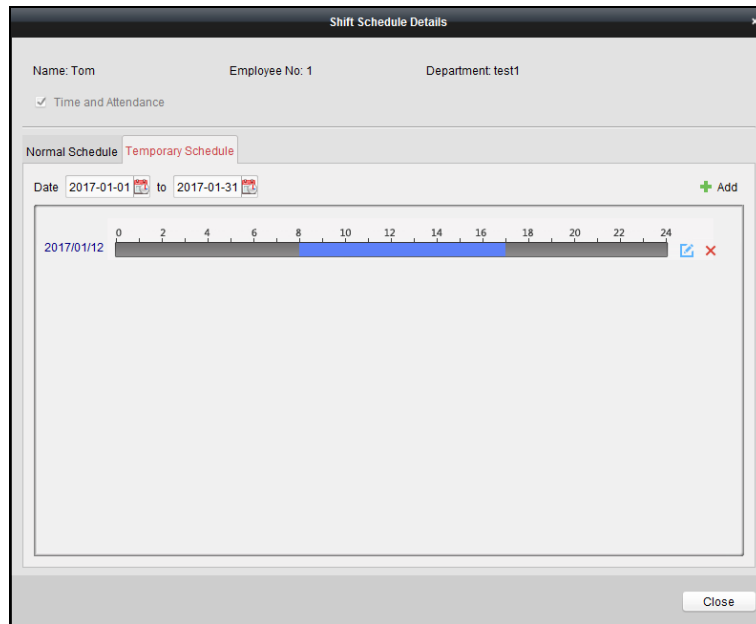 Shift Schedule Details
Name: Tom Employee No: 1 Department: test1
Time and Attendance
Normal Schedule Temporary Schedule
Date 2017-01-01 to 2017-01-31 Add
0 2 4 6 8 10 12 14 16 18 20 22 24
2017/01/12
Close